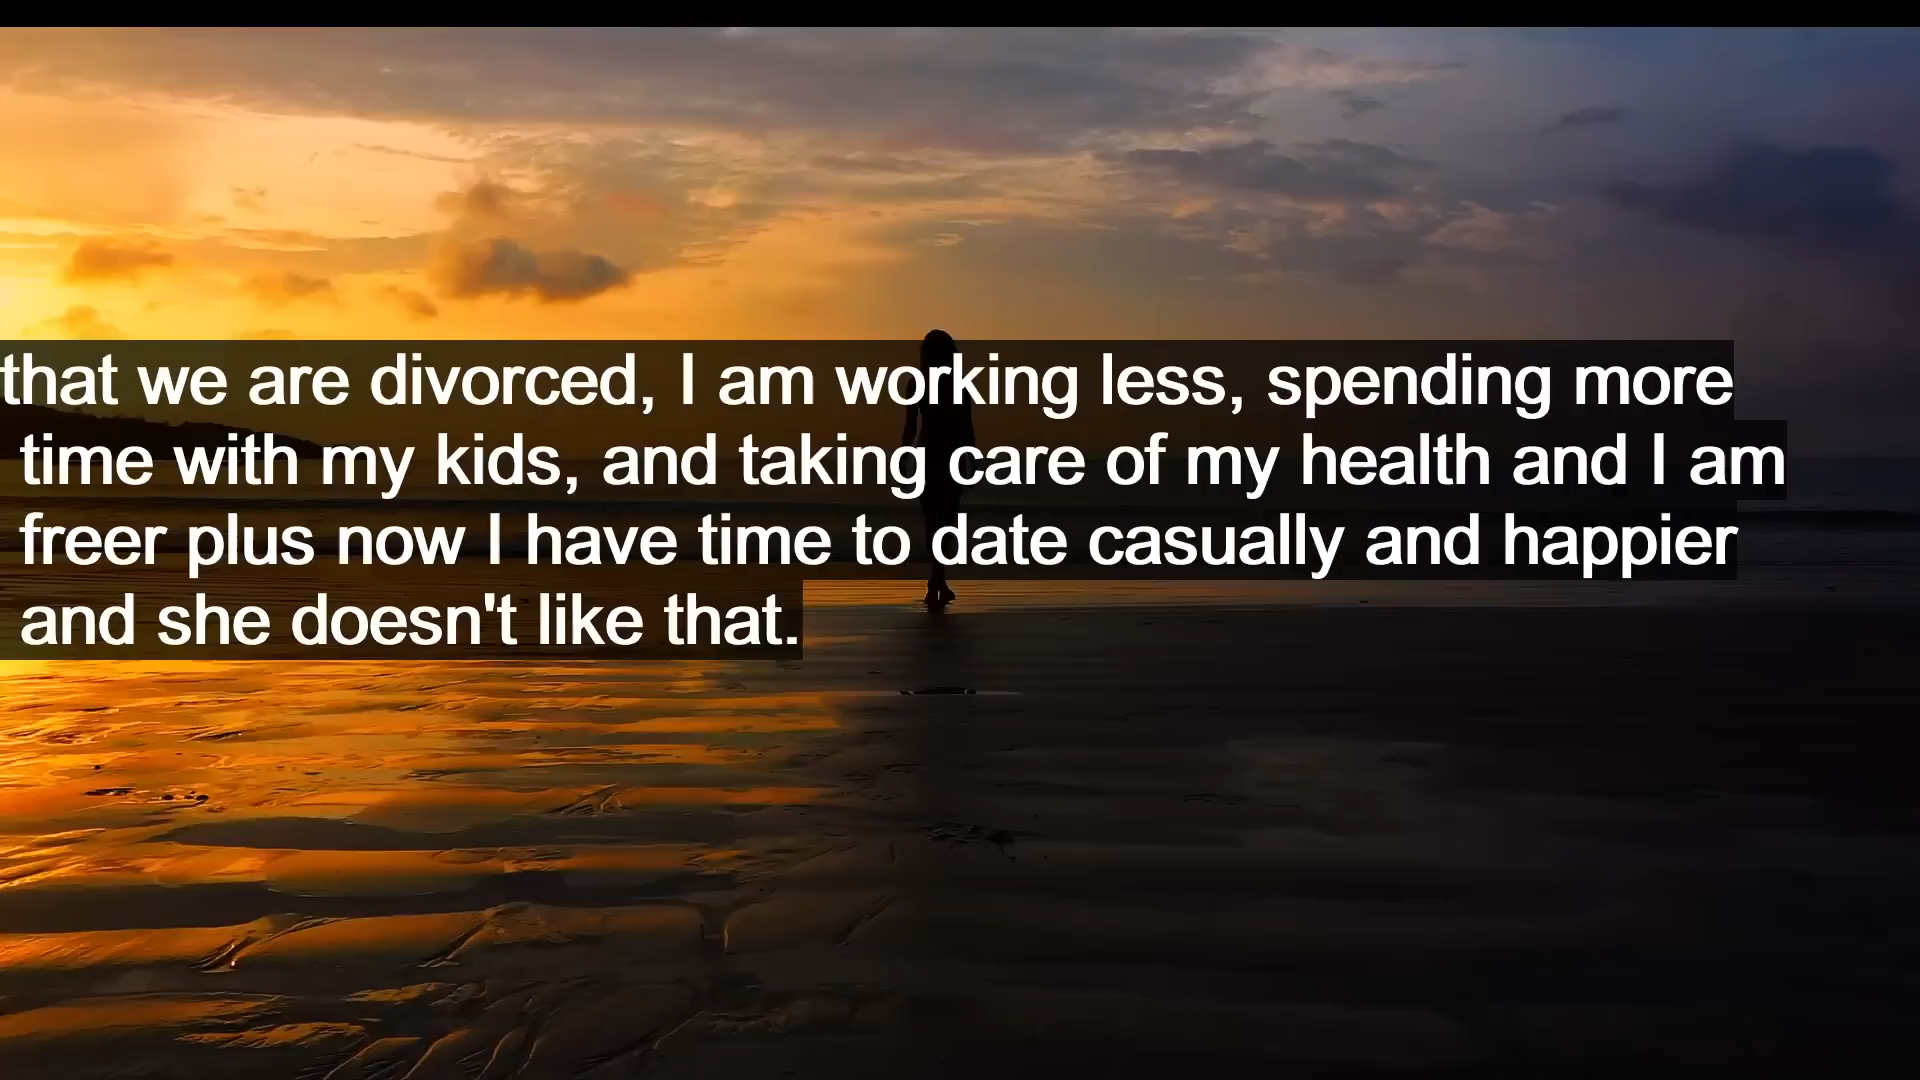 that we are divorced, I am working less, spending more
time with my kids, and taking care of my health and I am
freer plus now I have time to date casually and happier
and she doesn't like that.